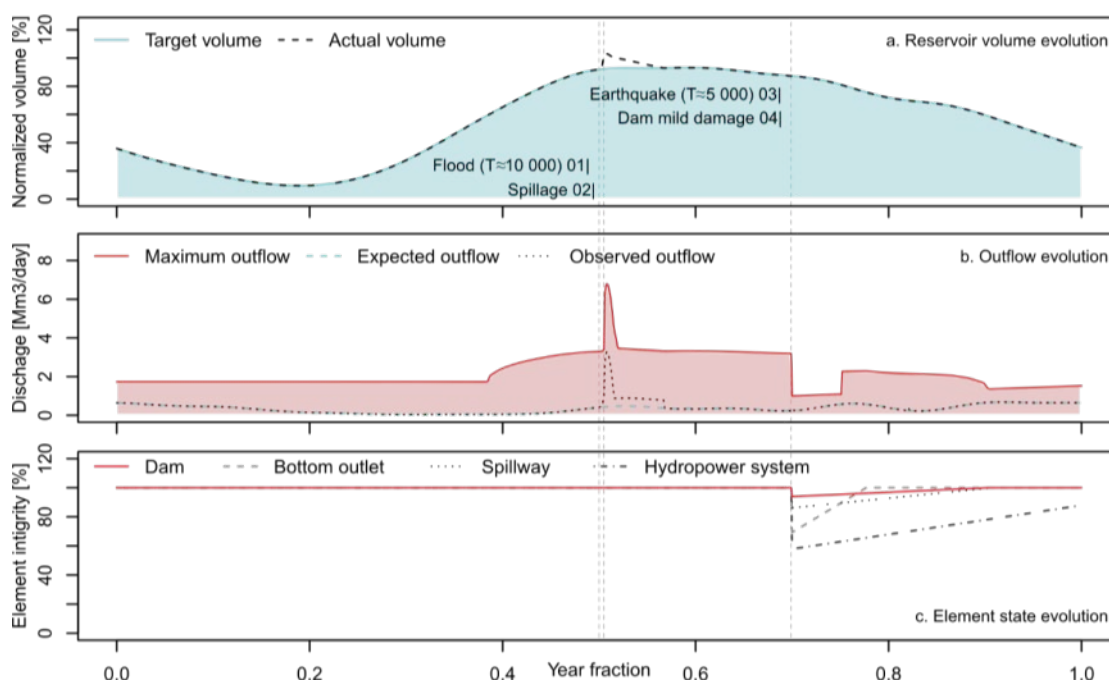 Normalized volume [%]
120
80
40
0
Target volume
Actual volume
a. Reservoir volume evolution
Earthquake (T≈5 000) 03|
Dam mild damage 04|
Flood (T≈10 000) 01|
Spillage 02|
Dischage [Mm3/day]
8
6
4
2
0
Maximum outflow
Expected outflow
Observed outflow
b. Outflow evolution
Element intigrity [%]
120
80
40
0
Dam
Bottom outlet
Spillway
Hydropower system
c. Element state evolution
0.0
0.2
0.4
0.6
0.8
1.0
Year fraction